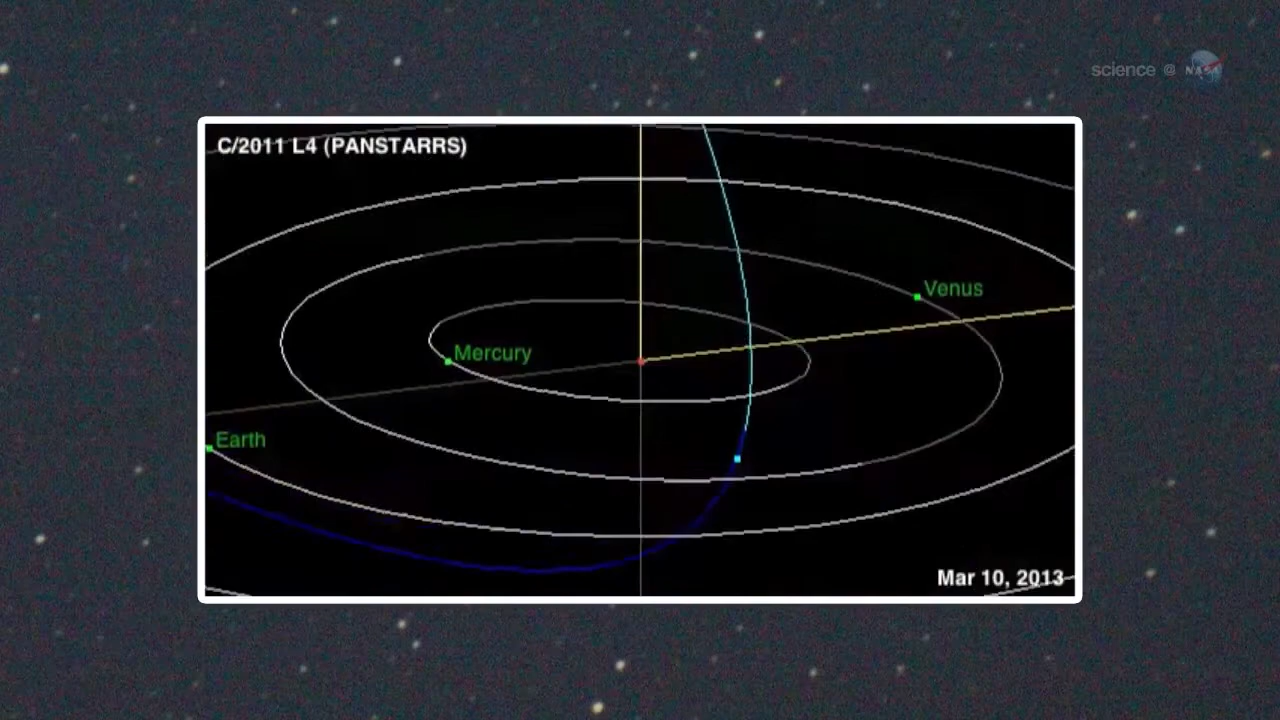 science @ NASA
C/2011 L4 (PANSTARRS)
Venus
Mercury
Earth
Mar 10, 2013